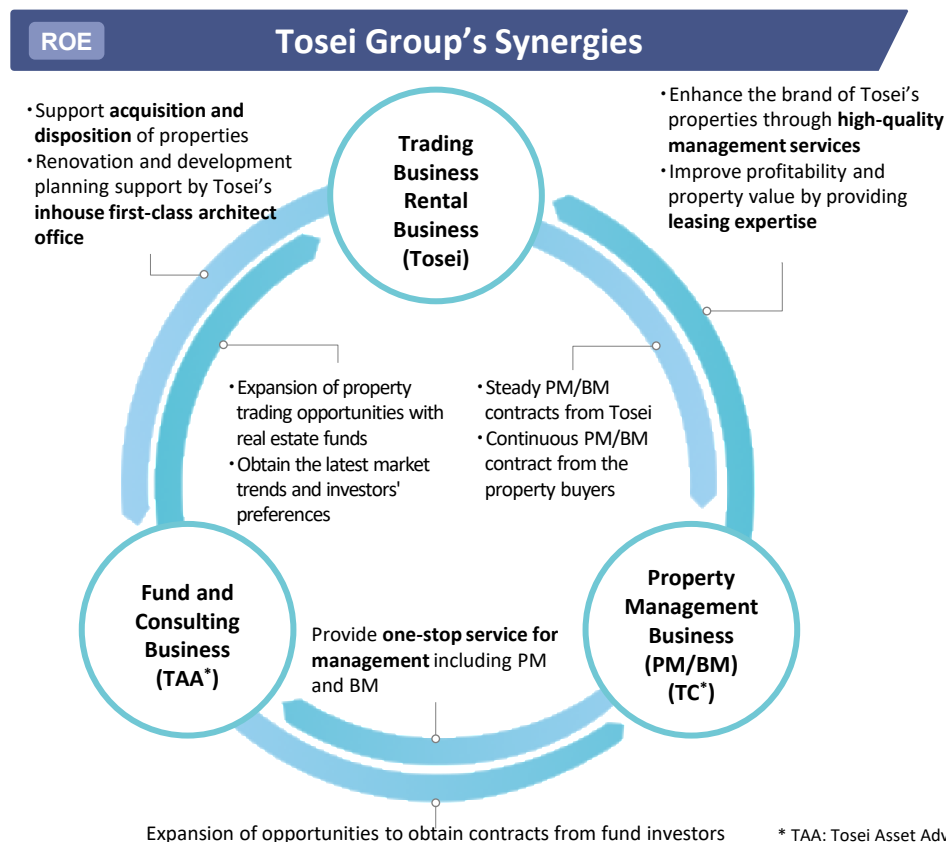 ROE
Tosei Group's Synergies
・Support acquisition and
disposition of properties
・Renovation and development
planning support by Tosei's
inhouse first-class architect
office
・Enhance the brand of Tosei's
properties through high-quality
management services
・Improve profitability and
property value by providing
leasing expertise
Trading
Business
Rental
Business
(Tosei)
・Expansion of property
trading opportunities with
real estate funds
・Obtain the latest market
trends and investors'
preferences
・Steady PM/BM
contracts from Tosei
・Continuous PM/BM
contract from the
property buyers
Fund and
Consulting
Business
(TAA*)
Provide one-stop service for
management including PM
and BM
Property
Management
Business
(PM/BM)
(TC*)
Expansion of opportunities to obtain contracts from fund investors
* TAA: Tosei Asset Adv